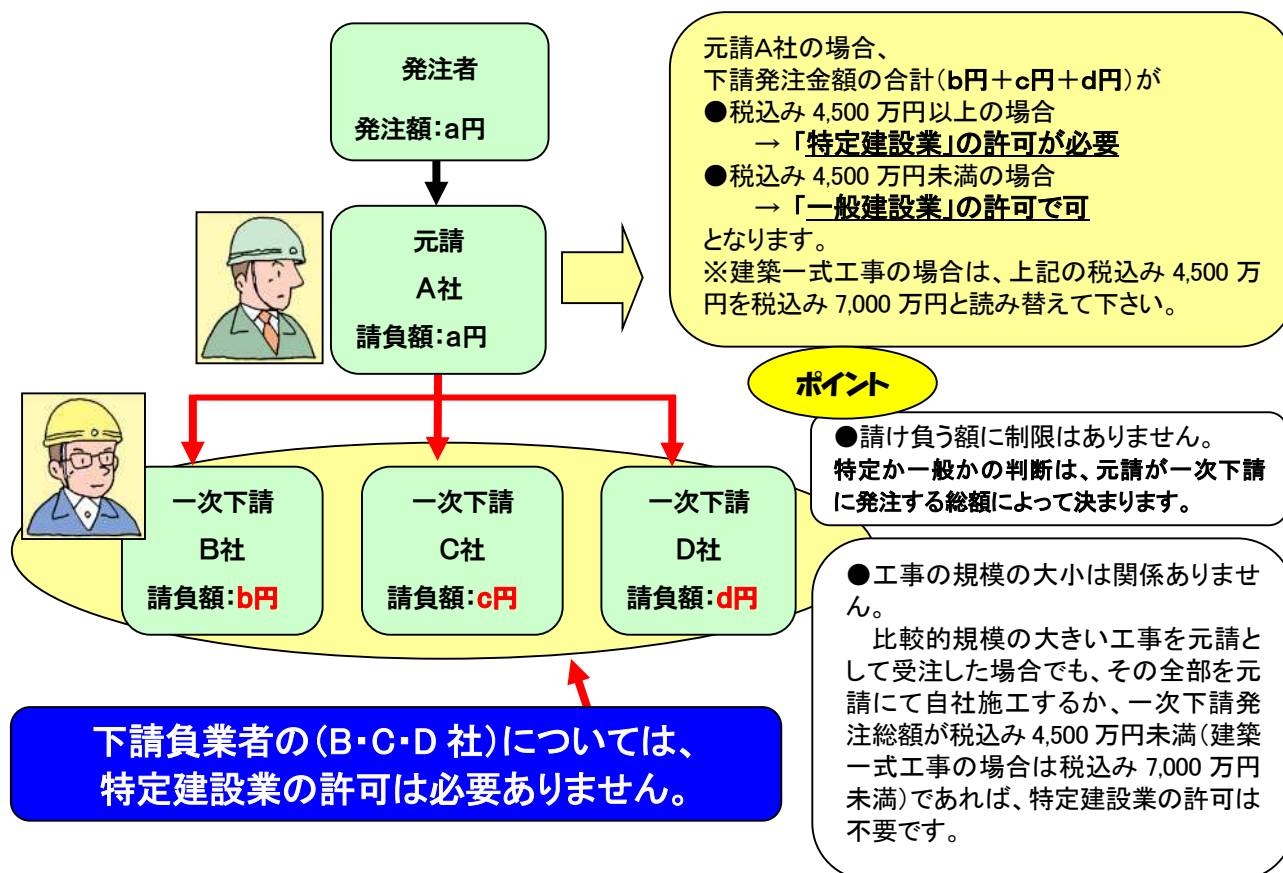 発注者
発注額:a円
元請
A社
請負額:a円
元請A社の場合、
下請発注金額の合計(b円+c円+d円)が
●税込み 4,500 万円以上の場合
→ 「特定建設業」の許可が必要
●税込み 4,500 万円未満の場合
→ 「一般建設業」の許可で可
となります。
※建築一式工事の場合は、上記の税込み 4,500 万
円を税込み 7,000 万円と読み替えて下さい。
ポイント
●請け負う額に制限はありません。
特定か一般かの判断は、元請が一次下請
に発注する総額によって決まります。
一次下請
B社
請負額:b円
一次下請
C社
請負額:c円
一次下請
D社
請負額:d円
●工事の規模の大小は関係ありませ
ん。
比較的規模の大きい工事を元請と
して受注した場合でも、その全部を元
請にて自社施工するか、一次下請発
注総額が税込み 4,500 万円未満(建築
一式工事の場合は税込み 7,000 万円
未満)であれば、特定建設業の許可は
不要です。
下請負業者の(B・C・D 社)については、
特定建設業の許可は必要ありません。